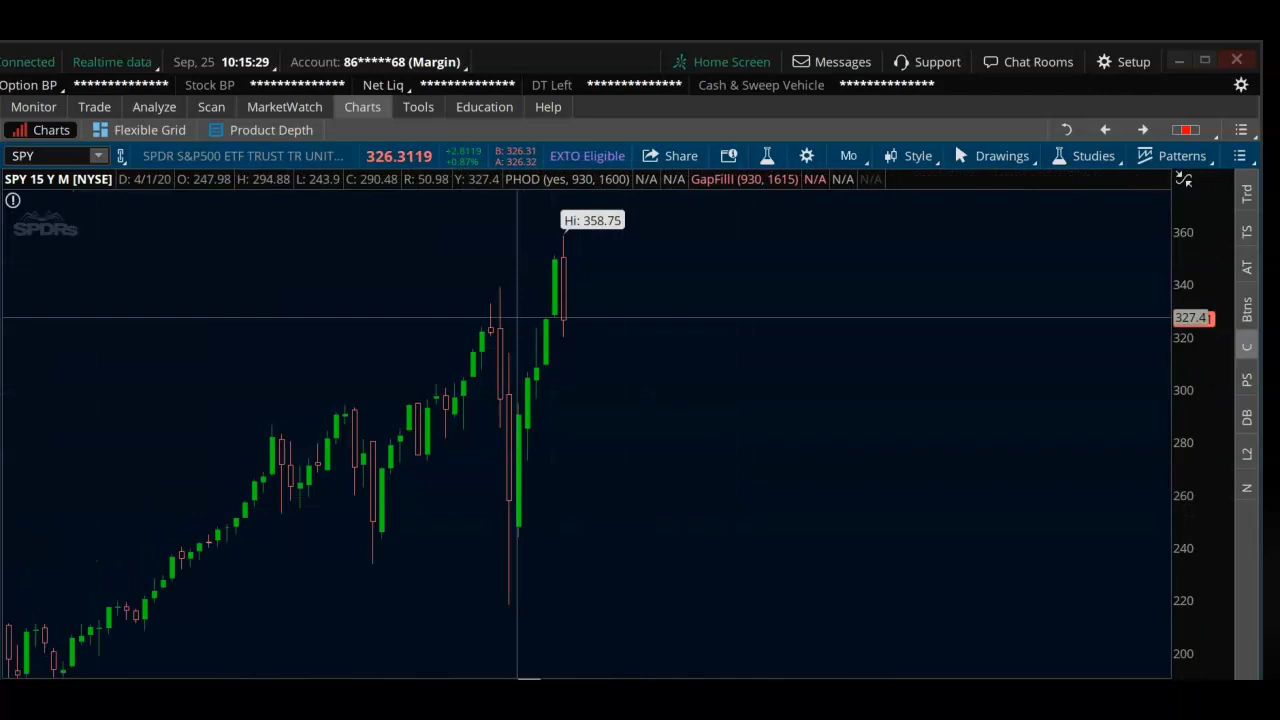 onnected Realtime data Sep, 25 10:15:29 Account: 86*****68 (Margin) Home Screen Messages Support Chat Rooms Setup
Option BP ************** Stock BP ************** Net Liq ************** DT Left ************** Cash & Sweep Vehicle **************
Monitor Trade Analyze Scan MarketWatch Charts Tools Education Help
Charts Flexible Grid Product Depth
SPY SPDR S&P500 ETF TRUST TR UNIT... 326.3119 +2.8119 +0.87% B: 326.31 A: 326.32 EXTO Eligible Share Mo Style Drawings Studies Patterns
SPY 15 Y M [NYSE] D: 4/1/20 O: 247.98 H: 294.88 L: 243.9 C: 290.48 R: 50.98 Y: 327.4 PHOD (yes, 930, 1600) N/A N/A GapFillI (930, 1615) N/A N/A N/A
SPDRs
Hi: 358.75
360
340
327.4
320
300
280
260
240
220
200
Trd
TS
AT
Btns
C
PS
DB
L2
N